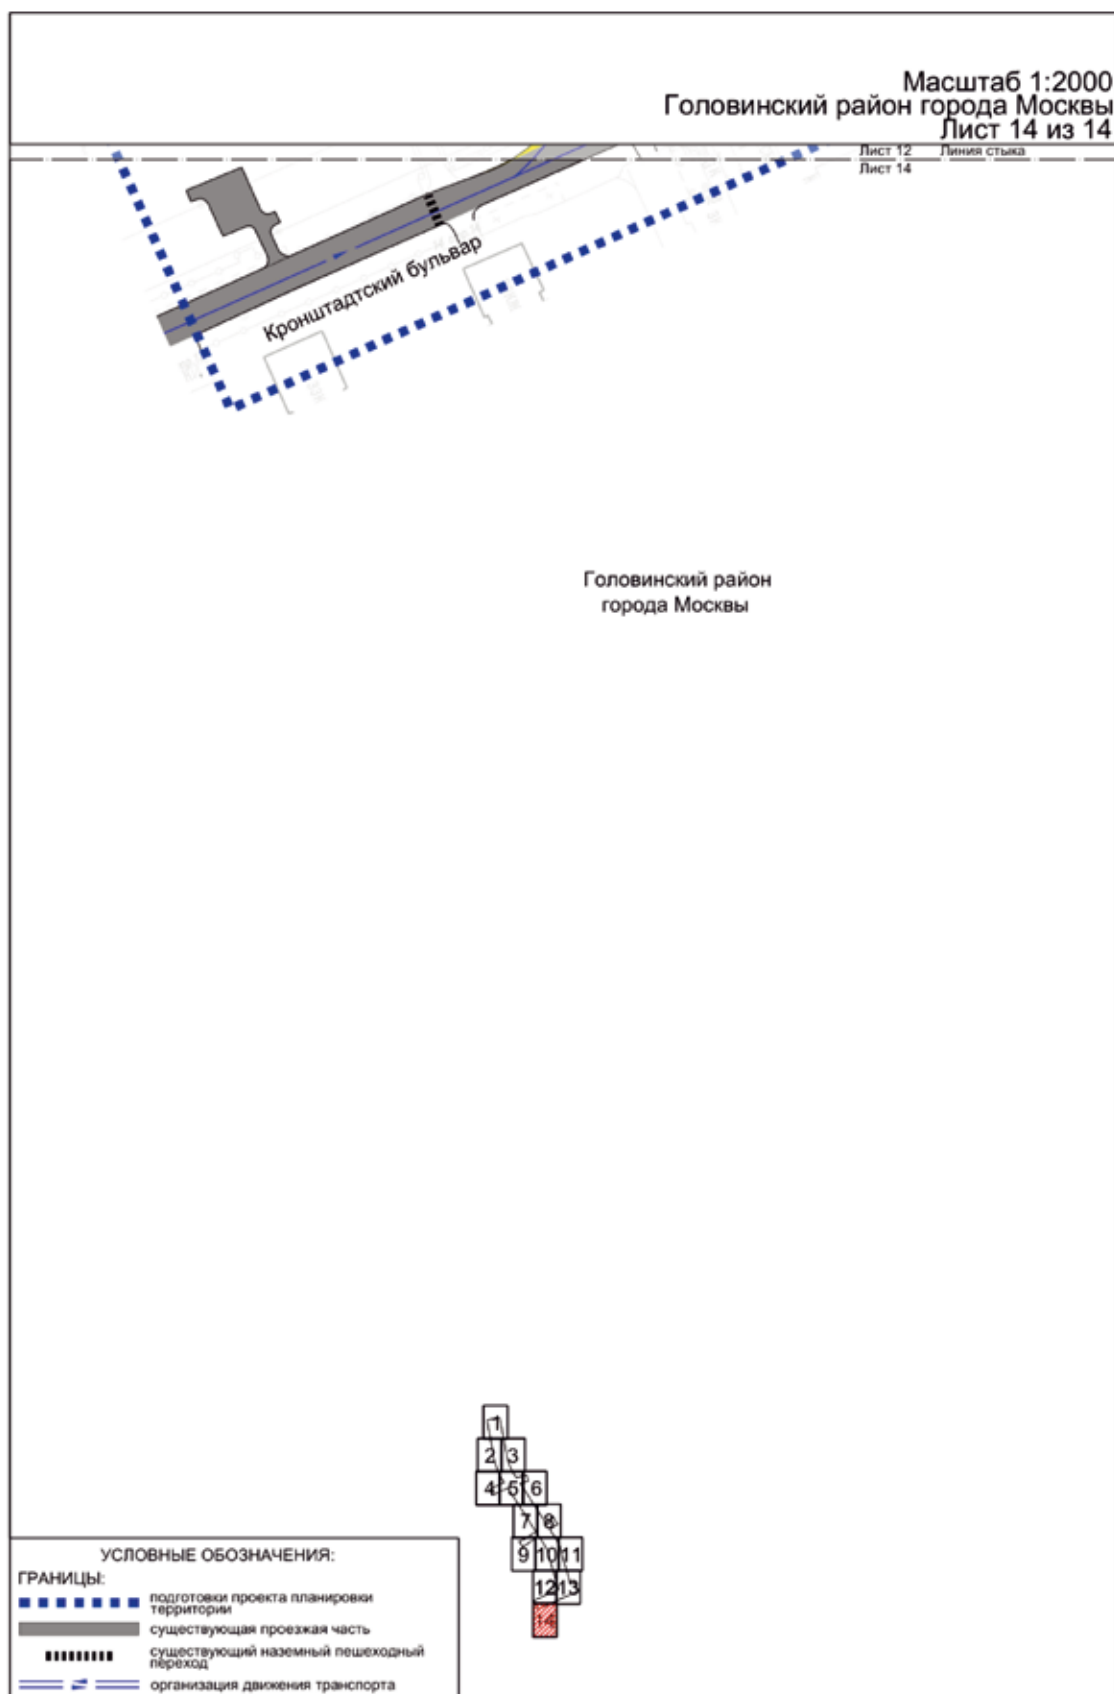 Масштаб 1:2000
Головинский район города Москвы
Лист 14 из 14
Лист 12 Линия стыка
Лист 14
Кронштадтский бульвар
Головинский район
города Москвы
1
2 3
4 5 6
7 8
9 10 11
12 13
14
УСЛОВНЫЕ ОБОЗНАЧЕНИЯ:
ГРАНИЦЫ:
подготовки проекта планировки
территории
существующая проезжая часть
существующий наземный пешеходный
переход
организация движения транспорта